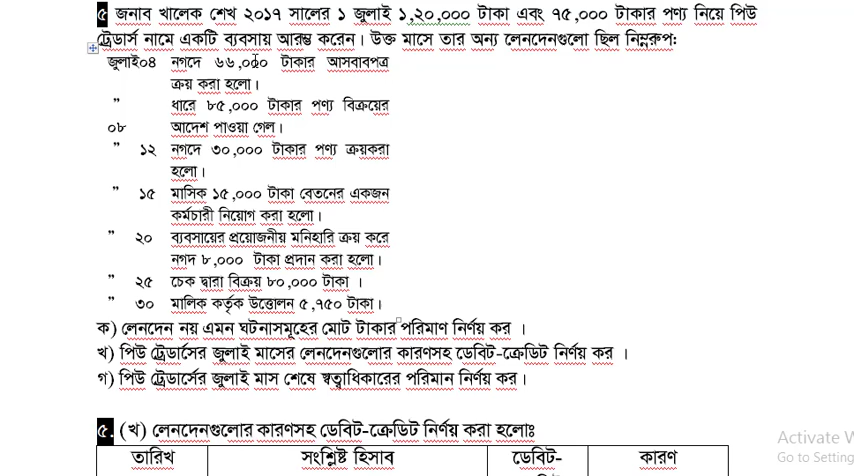 ৫ জনাব খালেক শেখ ২০১৭ সালের ১ জুলাই ১,২০,০০০ টাকা এবং ৭৫,০০০ টাকার পণ্য নিয়ে পিউ
ট্রেডার্স নামে একটি ব্যবসায় আরম্ভ করেন। উক্ত মাসে তার অন্য লেনদেনগুলো ছিল নিম্নরুপ:
জুলাই০৪ নগদে ৬৬,০০০ টাকার আসবাবপত্র
ক্রয় করা হলো।
” ধারে ৮৫,০০০ টাকার পণ্য বিক্রয়ের
০৮ আদেশ পাওয়া গেল।
” ১২ নগদে ৩০,০০০ টাকার পণ্য ক্রয়করা
হলো।
” ১৫ মাসিক ১৫,০০০ টাকা বেতনের একজন
কর্মচারী নিয়োগ করা হলো।
” ২০ ব্যবসায়ের প্রয়োজনীয় মনিহারি ক্রয় করে
নগদ ৮,০০০ টাকা প্রদান করা হলো।
” ২৫ চেক দ্বারা বিক্রয় ৮০,০০০ টাকা ।
” ৩০ মালিক কর্তৃক উত্তোলন ৫,৭৫০ টাকা।
ক) লেনদেন নয় এমন ঘটনাসমূহের মোট টাকার পরিমাণ নির্ণয় কর ।
খ) পিউ ট্রেডার্সের জুলাই মাসের লেনদেনগুলোর কারণসহ ডেবিট-ক্রেডিট নির্ণয় কর ।
গ) পিউ ট্রেডার্সের জুলাই মাস শেষে স্বত্বাধিকারের পরিমান নির্ণয় কর।
৫. (খ) লেনদেনগুলোর কারণসহ ডেবিট-ক্রেডিট নির্ণয় করা হলোঃ
তারিখ সংশ্লিষ্ট হিসাব ডেবিট- কারণ
Activate W
Go to Setting